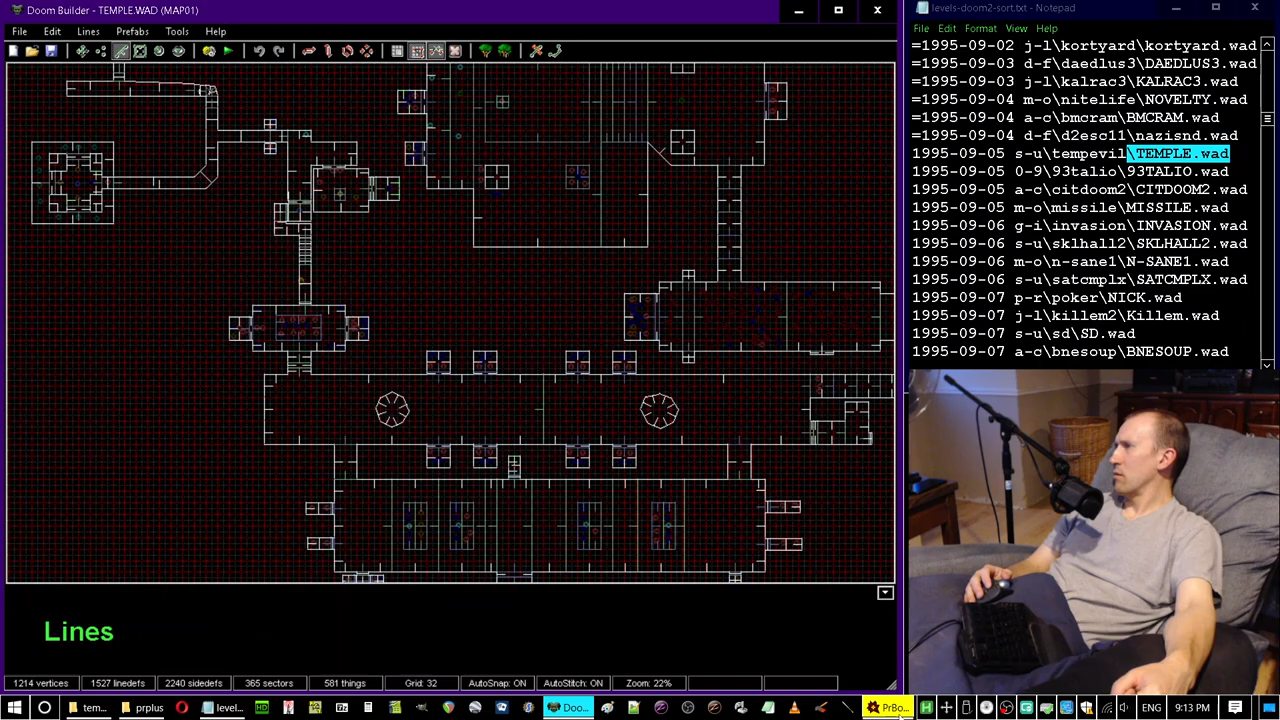 Doom Builder - TEMPLE.WAD (MAP01)
File Edit Lines Prefabs Tools Help
Lines
1214 vertices 1527 linedefs 2240 sidedefs 365 sectors 581 things Grid: 32 AutoSnap: ON AutoStitch: ON Zoom: 22%
levels-doom2-sort.txt - Notepad
File Edit Format View Help
=1995-09-02 j-l\kortyard\kortyard.wad
=1995-09-03 d-f\daedlus3\DAEDLUS3.wad
=1995-09-03 j-l\kalrac3\KALRAC3.wad
=1995-09-04 m-o\nitelife\NOVELTY.wad
=1995-09-04 a-c\bmcram\BMCRAM.wad
=1995-09-04 d-f\d2esc11\nazisnd.wad
1995-09-05 s-u\tempevil\TEMPLE.wad
1995-09-05 0-9\93talio\93TALIO.wad
1995-09-05 a-c\citdoom2\CITDOOM2.wad
1995-09-05 m-o\missile\MISSILE.wad
1995-09-06 g-i\invasion\INVASION.wad
1995-09-06 s-u\sklhall2\SKLHALL2.wad
1995-09-06 m-o\n-sane1\N-SANE1.wad
1995-09-06 s-u\satcmplx\SATCMPLX.wad
1995-09-07 p-r\poker\NICK.wad
1995-09-07 j-l\killem2\Killem.wad
1995-09-07 s-u\sd\SD.wad
1995-09-07 a-c\bnesoup\BNESOUP.wad
tem... prplus level... Doo... PrBo... 9:13 PM